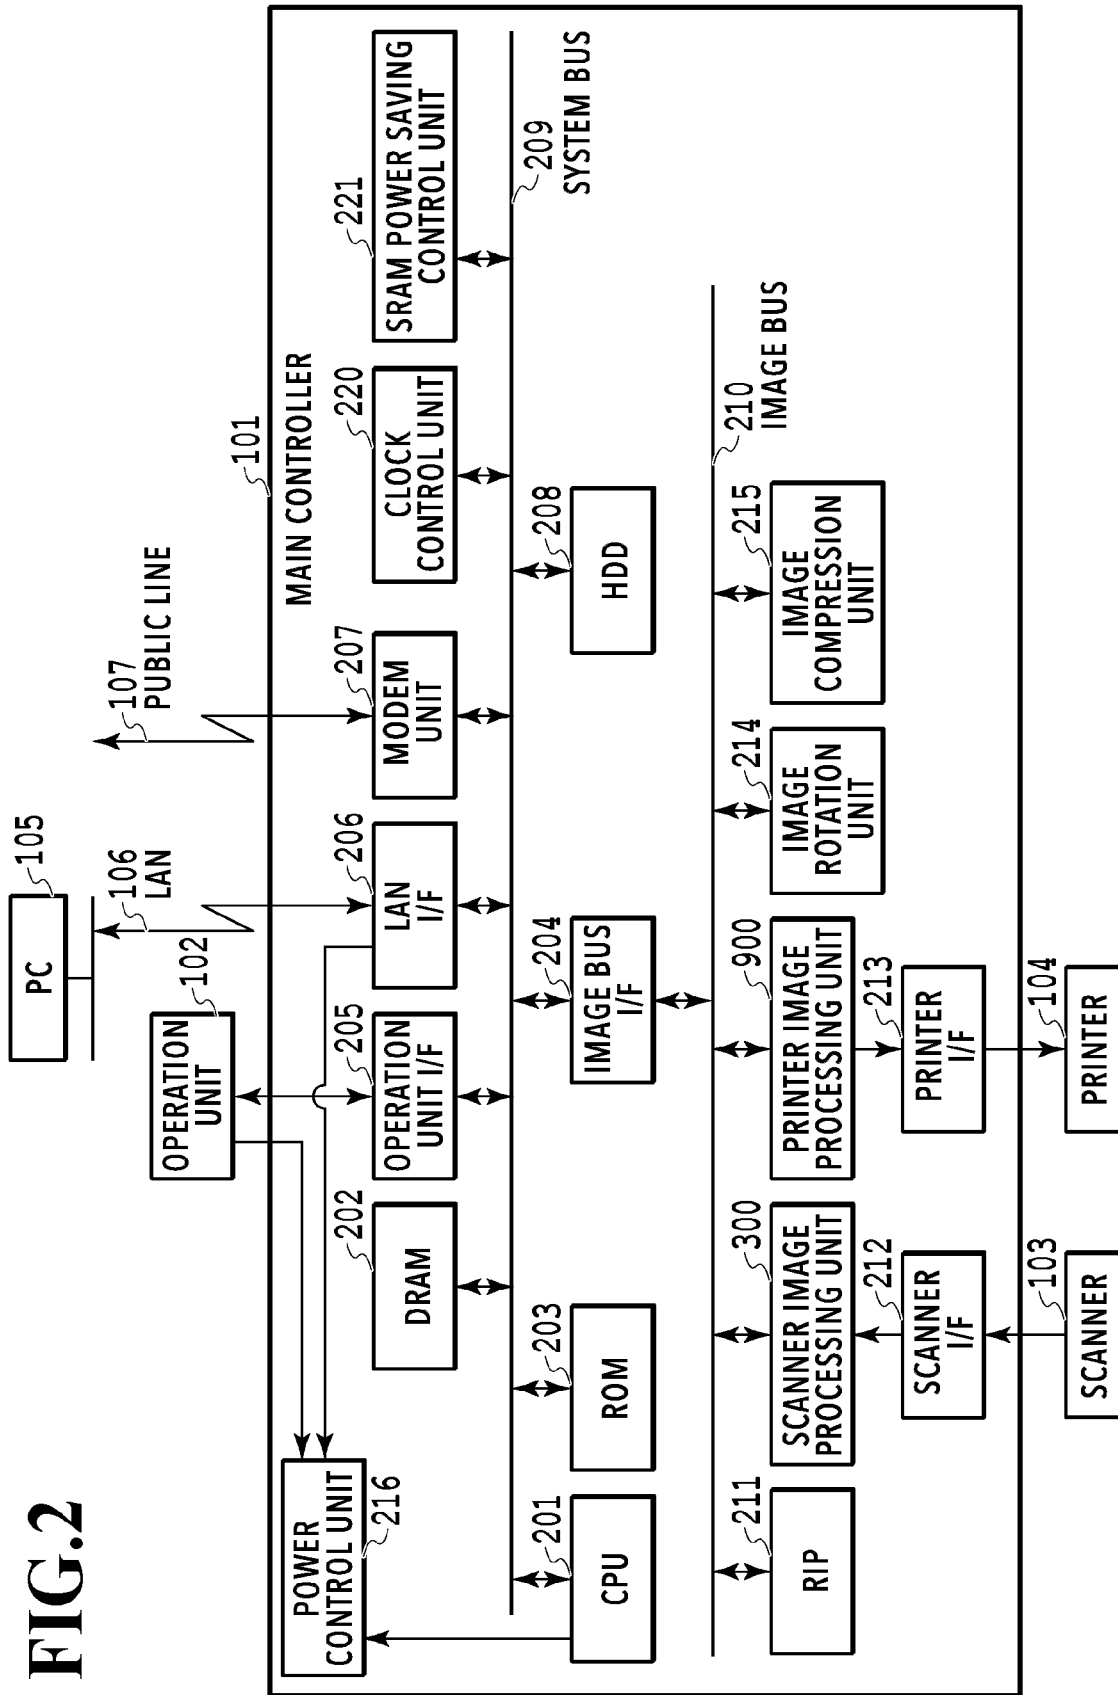 FIG.2
PC
105
106
LAN
107
PUBLIC LINE
OPERATION
UNIT
102
101
MAIN CONTROLLER
POWER
CONTROL UNIT
216
DRAM
202
OPERATION
UNIT I/F
205
LAN
I/F
206
MODEM
UNIT
207
CLOCK
CONTROL UNIT
220
SRAM POWER SAVING
CONTROL UNIT
221
209
SYSTEM BUS
CPU
201
ROM
203
IMAGE BUS
I/F
204
HDD
208
210
IMAGE BUS
RIP
211
SCANNER IMAGE
PROCESSING UNIT
300
PRINTER IMAGE
PROCESSING UNIT
900
IMAGE
ROTATION
UNIT
214
IMAGE
COMPRESSION
UNIT
215
SCANNER
I/F
212
PRINTER
I/F
213
SCANNER
103
PRINTER
104